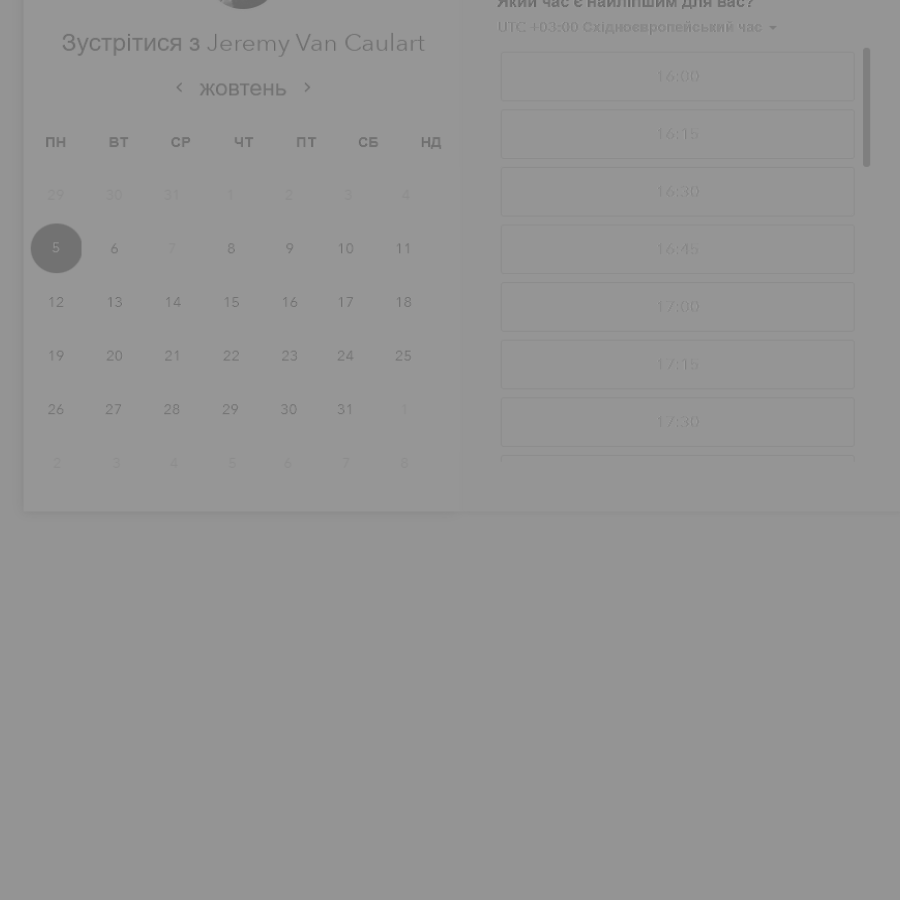 Зустрітися з Jeremy Van Caulart
жовтень
ПН ВТ СР ЧТ ПТ СБ НД
29 30 31 1 2 3 4
5 6 7 8 9 10 11
12 13 14 15 16 17 18
19 20 21 22 23 24 25
26 27 28 29 30 31 1
2 3 4 5 6 7 8
Який час є найліпшим для вас?
UTC +03:00 Східноєвропейський час
16:00
16:15
16:30
16:45
17:00
17:15
17:30